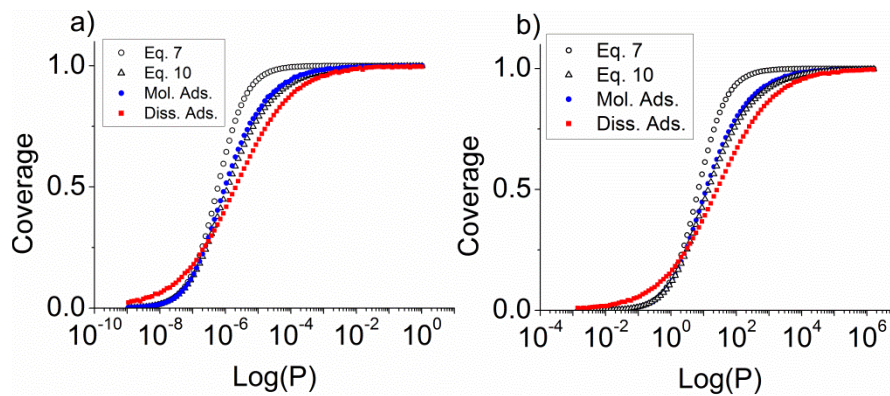 a)
Eq. 7
Eq. 10
Mol. Ads.
Diss. Ads.
Coverage
1.0
0.5
0.0
10^-10 10^-8 10^-6 10^-4 10^-2 10^0
Log(P)
b)
Eq. 7
Eq. 10
Mol. Ads.
Diss. Ads.
Coverage
1.0
0.5
0.0
10^-4 10^-2 10^0 10^2 10^4 10^6
Log(P)